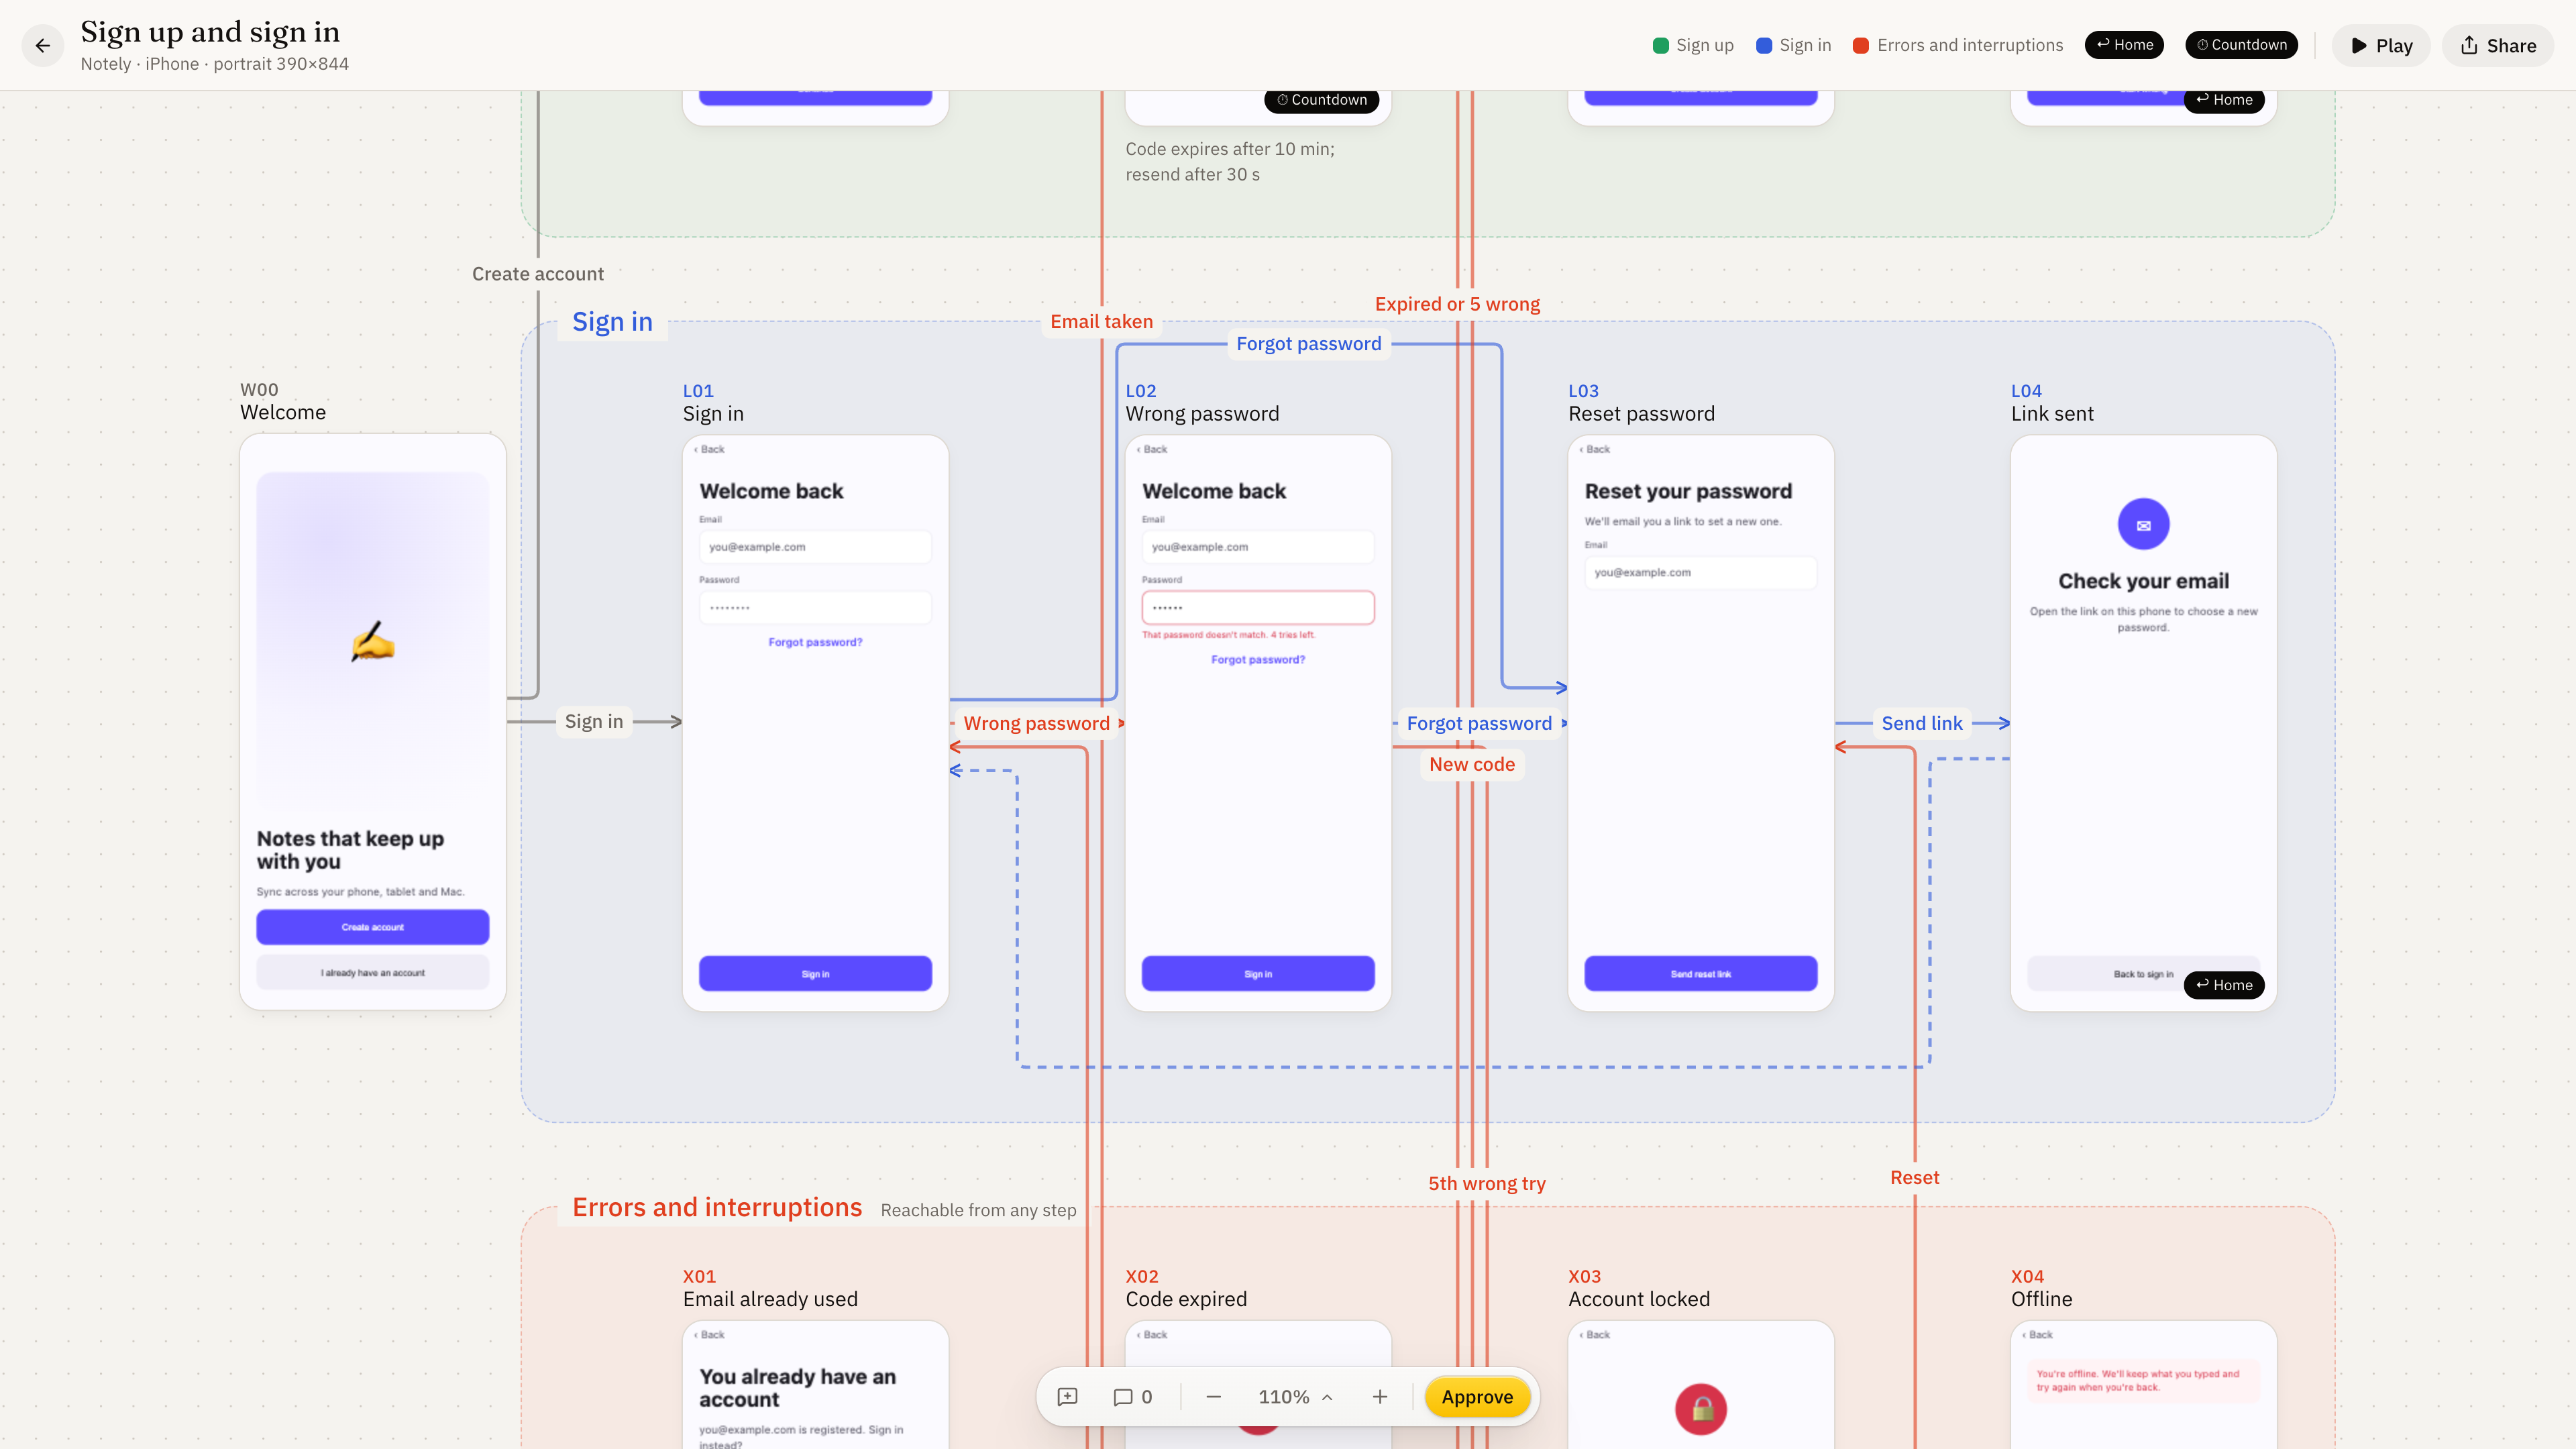 Sign up and sign in
Notely · iPhone · portrait 390×844
Sign up
Sign in
Errors and interruptions
↩ Home
⏱ Countdown
Play
Share
⏱ Countdown
↩ Home
Code expires after 10 min;
resend after 30 s
Create account
Sign in
Email taken
Expired or 5 wrong
Forgot password
W00
Welcome
L01
Sign in
L02
Wrong password
L03
Reset password
L04
Link sent
Notes that keep up
with you
Sync across your phone, tablet and Mac.
Create account
I already have an account
Sign in
‹ Back
Welcome back
Email
you@example.com
Password
Forgot password?
Sign in
Wrong password
‹ Back
Welcome back
Email
you@example.com
Password
That password doesn't match. 4 tries left.
Forgot password?
Sign in
Forgot password
New code
‹ Back
Reset your password
We'll email you a link to set a new one.
Email
you@example.com
Send reset link
Send link
Check your email
Open the link on this phone to choose a new
password.
Back to sign in
↩ Home
5th wrong try
Reset
Errors and interruptions
Reachable from any step
X01
Email already used
X02
Code expired
X03
Account locked
X04
Offline
‹ Back
You already have an
account
you@example.com is registered. Sign in
instead?
‹ Back
‹ Back
‹ Back
You're offline. We'll keep what you typed and
try again when you're back.
0
110%
Approve